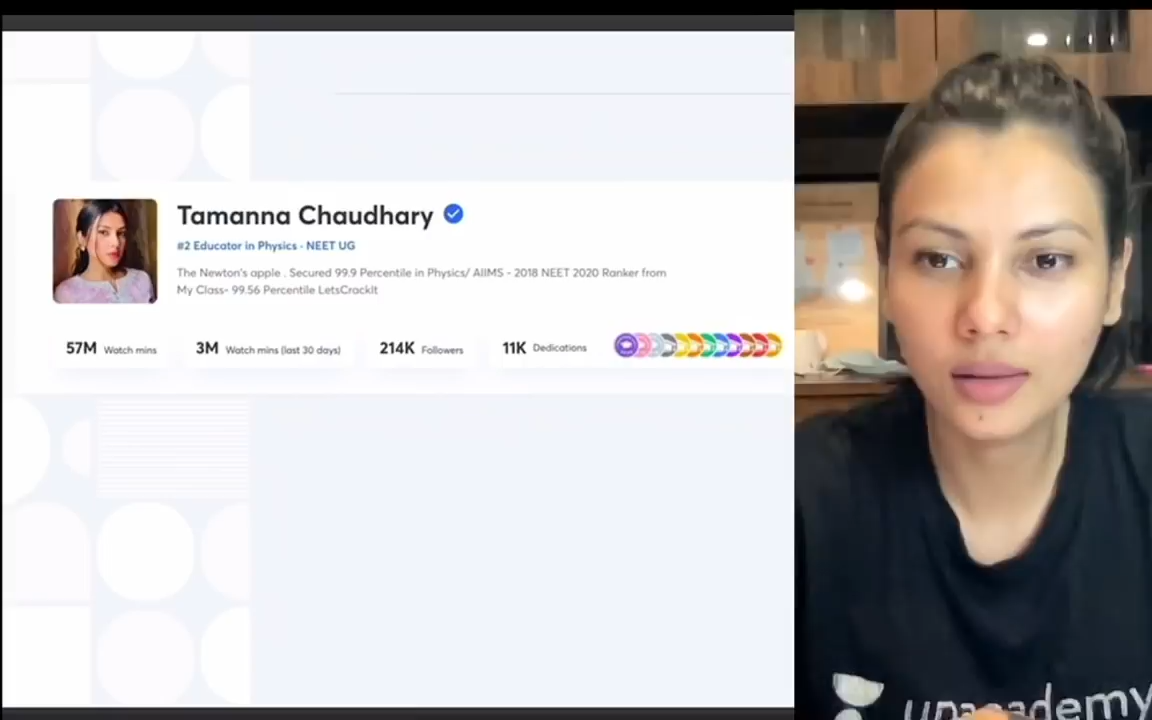 Tamanna Chaudhary
#2 Educator in Physics - NEET UG
The Newton's apple . Secured 99.9 Percentile in Physics/ AIIMS - 2018 NEET 2020 Ranker from
My Class- 99.56 Percentile LetsCrackIt
57M Watch mins 3M Watch mins (last 30 days) 214K Followers 11K Dedications
unacademy